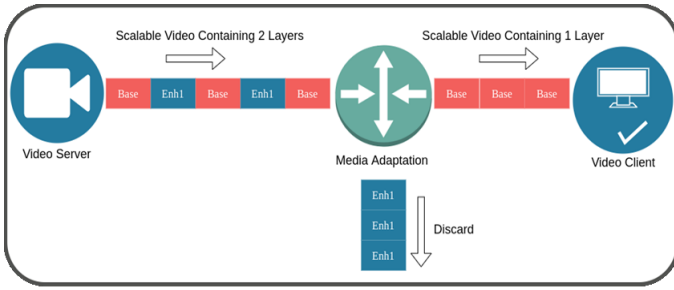 Scalable Video Containing 2 Layers
Scalable Video Containing 1 Layer
Base Enh1 Base Enh1 Base
Base Base Base
Video Server
Media Adaptation
Video Client
Enh1
Enh1
Enh1
Discard